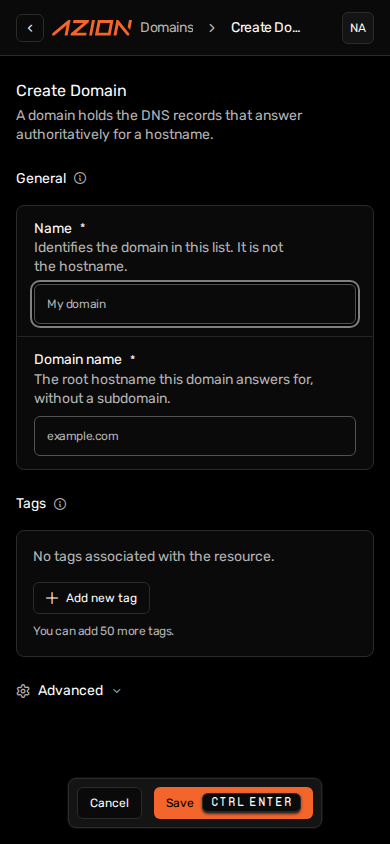 AZION Domains Create Do...
NA
Create Domain
A domain holds the DNS records that answer
authoritatively for a hostname.
General
Name *
Identifies the domain in this list. It is not
the hostname.
My domain
Domain name *
The root hostname this domain answers for,
without a subdomain.
example.com
Tags
No tags associated with the resource.
Add new tag
You can add 50 more tags.
Advanced
Cancel
Save CTRL ENTER